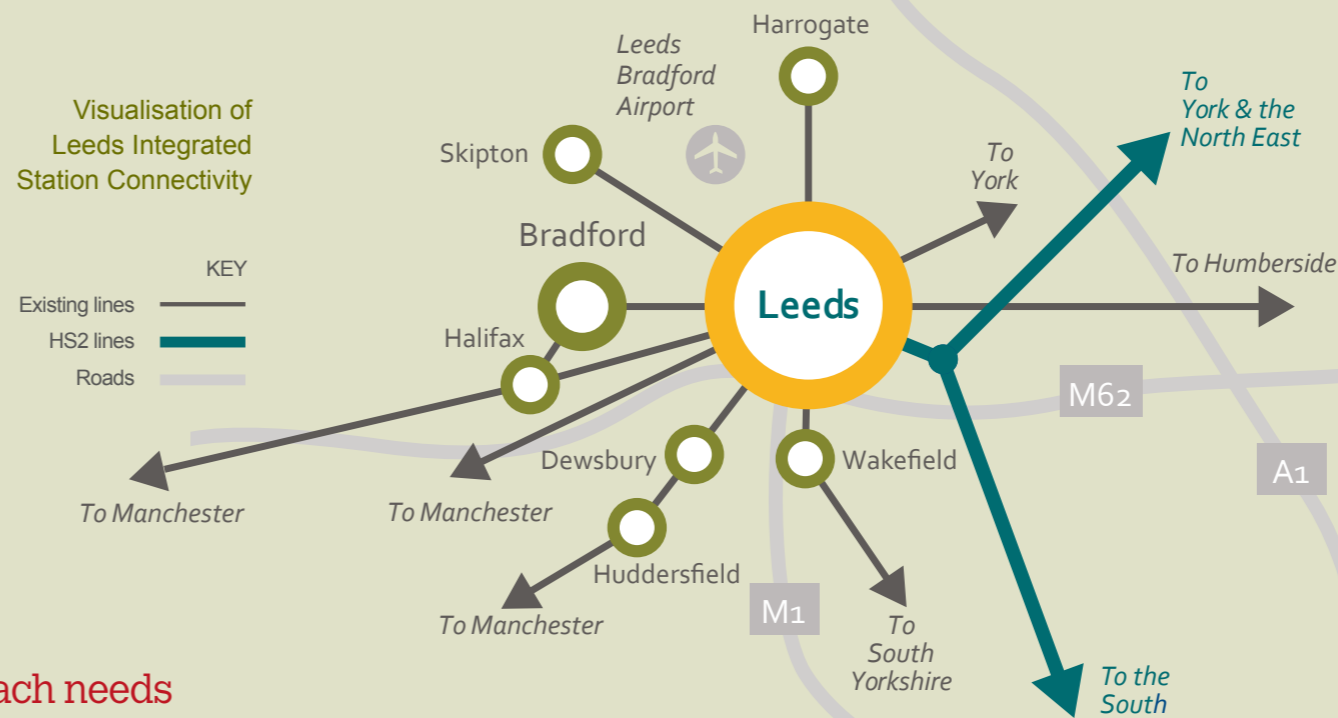 Visualisation of
Leeds Integrated
Station Connectivity
KEY
Existing lines
HS2 lines
Roads
Harrogate
Leeds
Bradford
Airport
Skipton
Bradford
Halifax
Leeds
To
York
To
York & the
North East
To Humberside
M62
A1
Dewsbury
Wakefield
To Manchester
To Manchester
Huddersfield
To Manchester
M1
To
South
Yorkshire
To the
South
ach needs